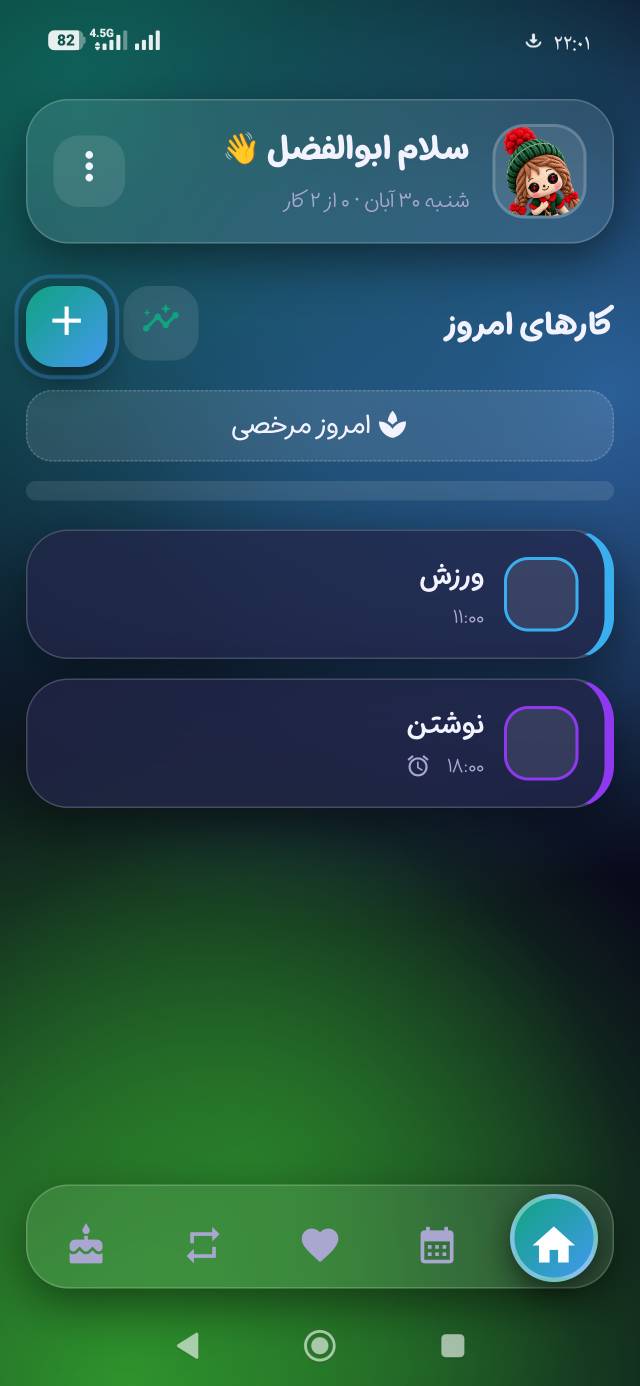 82 4.5G ۲۲:۰۱
سلام ابوالفضل 👋
شنبه ۳۰ آبان · ۰ از ۲ کار
کارهای امروز
امروز مرخصی
ورزش
۱۱:۰۰
نوشتن
۱۸:۰۰